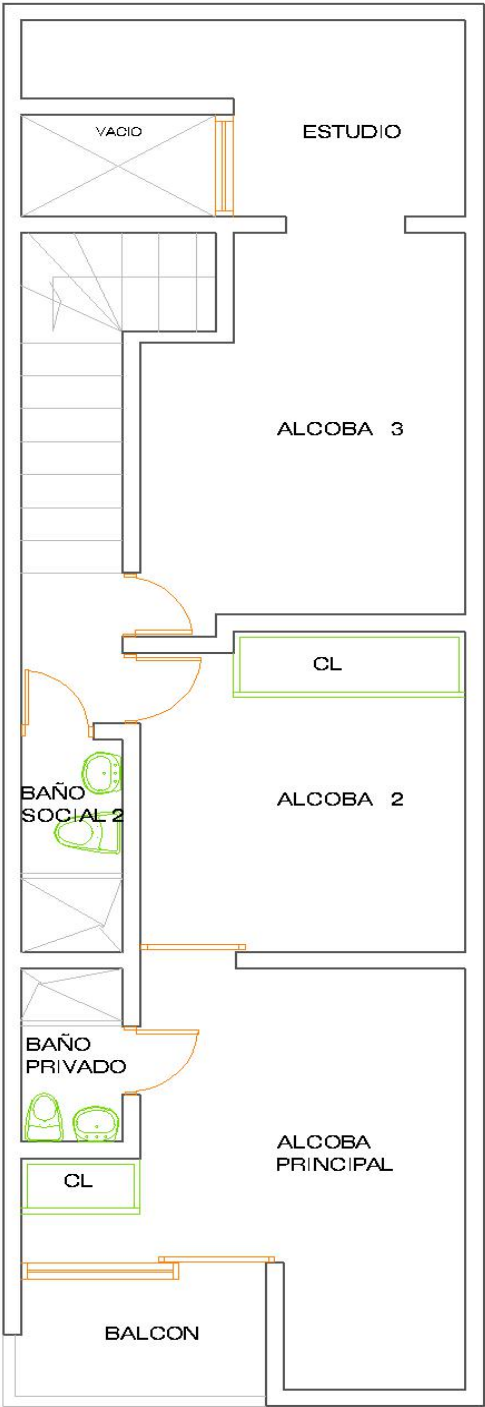 VACIO
ESTUDIO
ALCOBA 3
CL
BAÑO
SOCIAL 2
ALCOBA 2
BAÑO
PRIVADO
ALCOBA
PRINCIPAL
CL
BALCON